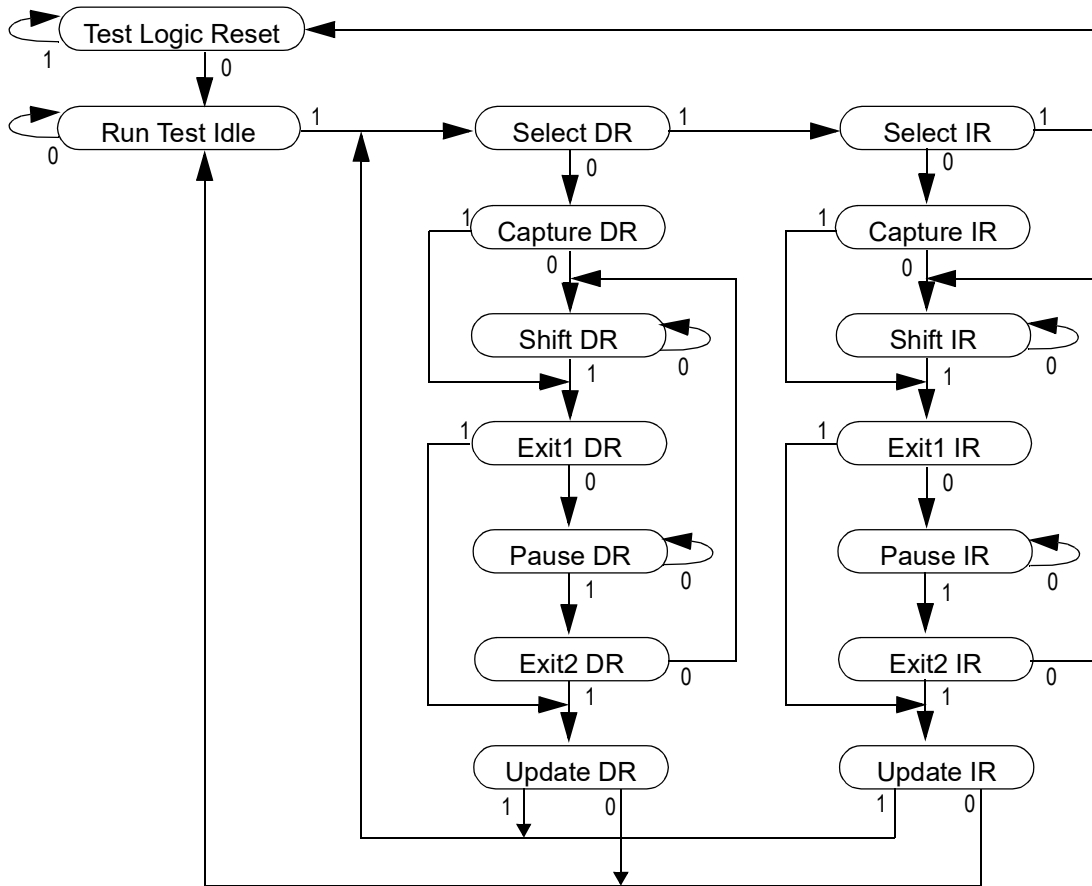 Test Logic Reset
1
0
Run Test Idle
1
0
Select DR
1
0
Select IR
1
0
1
Capture DR
0
1
Capture IR
0
Shift DR
0
1
Shift IR
0
1
1
Exit1 DR
0
1
Exit1 IR
0
Pause DR
0
1
Pause IR
0
1
Exit2 DR
0
1
Exit2 IR
0
1
Update DR
1
0
Update IR
1
0